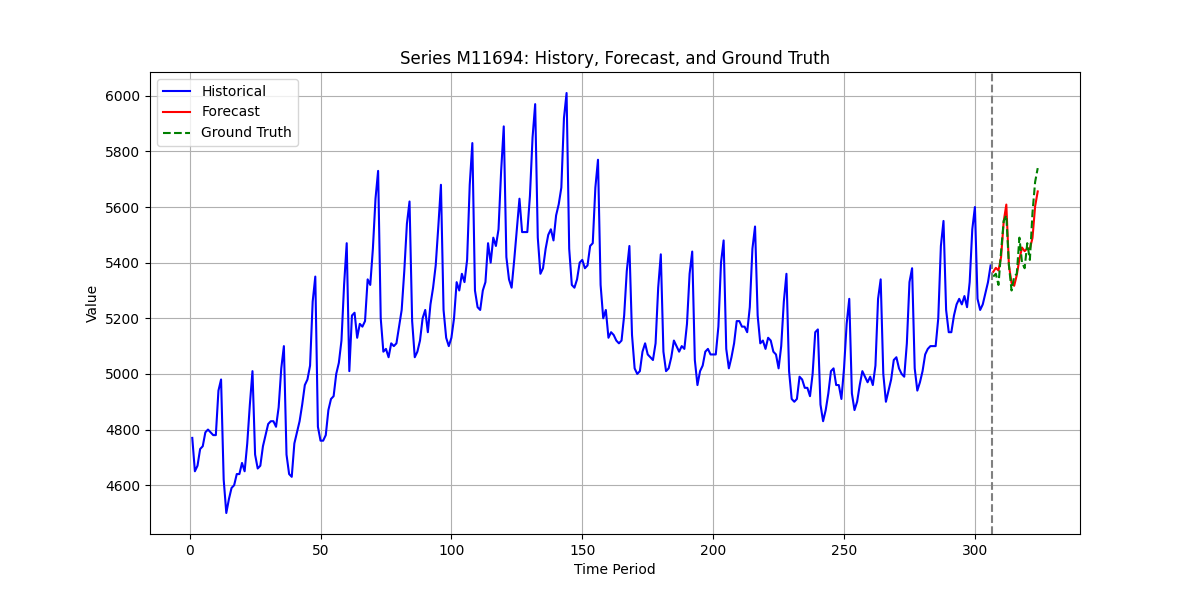 Series M11694: History, Forecast, and Ground Truth
Historical
Forecast
Ground Truth
6000
5800
5600
5400
5200
5000
4800
4600
Value
0 50 100 150 200 250 300
Time Period